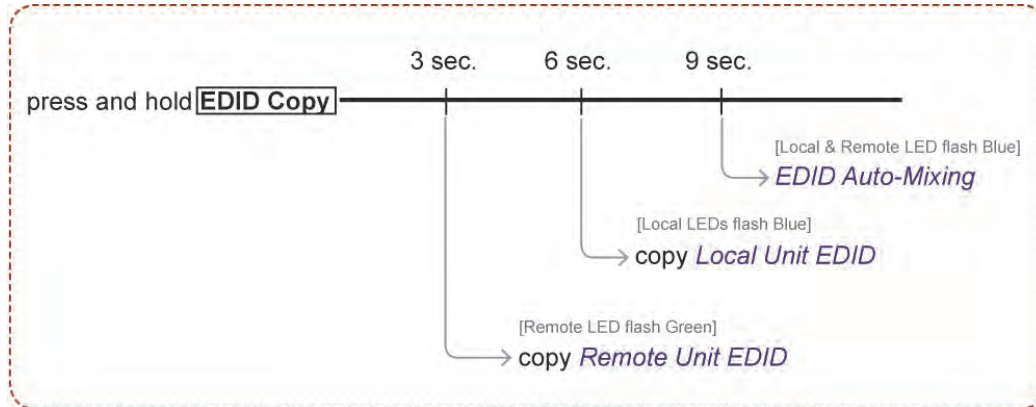 3 sec. 6 sec. 9 sec.
press and hold EDID Copy
[Local & Remote LED flash Blue]
EDID Auto-Mixing
[Local LEDs flash Blue]
copy Local Unit EDID
[Remote LED flash Green]
copy Remote Unit EDID